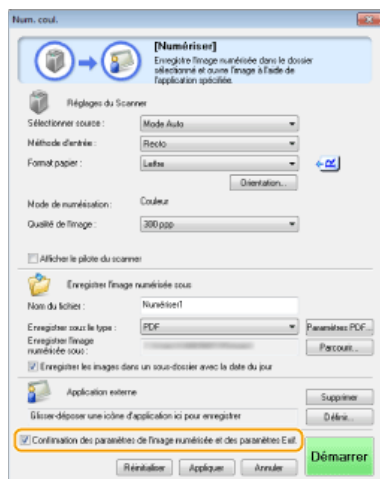 Num. coul.
[Numériser]
Enregistre l'image numérisée dans le dossier
sélectionné et ouvre l'image à l'aide de
l'application spécifiée.
Réglages du Scanner
Sélectionner source : Mode Auto
Méthode d'entrée : Recto
Format papier : Lettre
Orientation...
Mode de numérisation : Couleur
Qualité de l'image : 300 ppp
Afficher le pilote du scanner
Enregistrer l'image numérisée sous
Nom du fichier : Numériser1
Enregistrer sous le type : PDF Paramètres PDF...
Enregistrer l'image
numérisée sous : Parcourir...
Enregistrer les images dans un sous-dossier avec la date du jour
Application externe Supprimer
Glisser-déposer une icône d'application ici pour enregistrer Définir...
Confirmation des paramètres de l'image numérisée et des paramètres Exif.
Réinitialiser Appliquer Annuler Démarrer